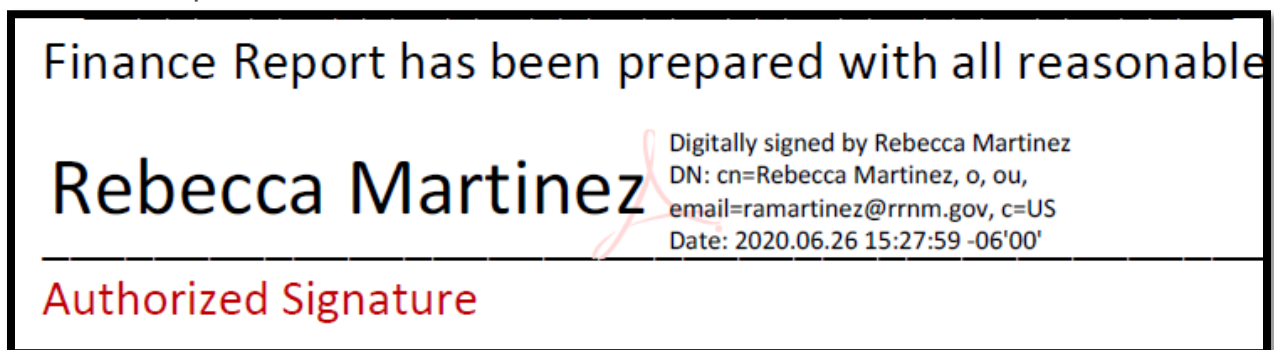 Finance Report has been prepared with all reasonable
Rebecca Martinez
Digitally signed by Rebecca Martinez
DN: cn=Rebecca Martinez, o, ou,
email=ramartinez@rrnm.gov, c=US
Date: 2020.06.26 15:27:59 -06'00'
Authorized Signature